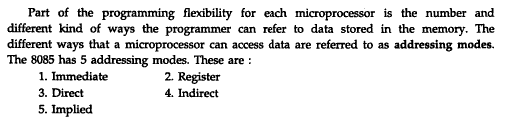 Part of the programming flexibility for each microprocessor is the number and
different kind of ways the programmer can refer to data stored in the memory. The
different ways that a microprocessor can access data are referred to as addressing modes.
The 8085 has 5 addressing modes. These are :
1. Immediate 2. Register
3. Direct 4. Indirect
5. Implied